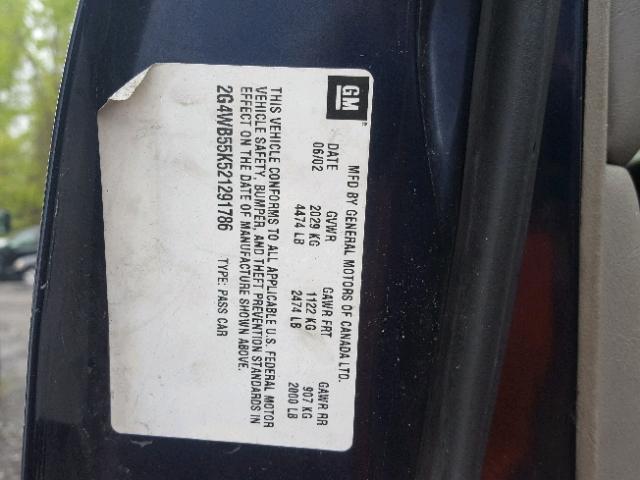 GM
MFD BY GENERAL MOTORS OF CANADA LTD.
DATE GVWR GAWR FRT GAWR RR
06/02 2029 KG 1122 KG 907 KG
4474 LB 2474 LB 2000 LB
THIS VEHICLE CONFORMS TO ALL APPLICABLE U.S. FEDERAL MOTOR
VEHICLE SAFETY, BUMPER, AND THEFT PREVENTION STANDARDS IN
EFFECT ON THE DATE OF MANUFACTURE SHOWN ABOVE.
2G4WB55K521291786 TYPE: PASS CAR